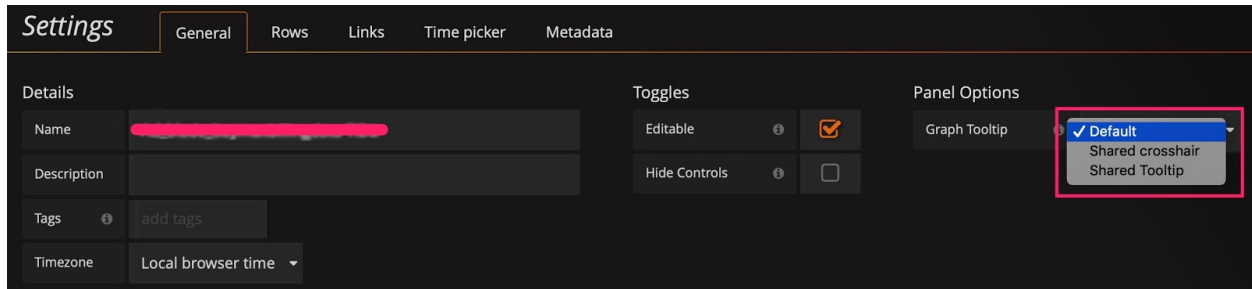 Settings General Rows Links Time picker Metadata
Details Toggles Panel Options
Name Editable Graph Tooltip ✓ Default
Shared crosshair
Description Hide Controls Shared Tooltip
Tags add tags
Timezone Local browser time